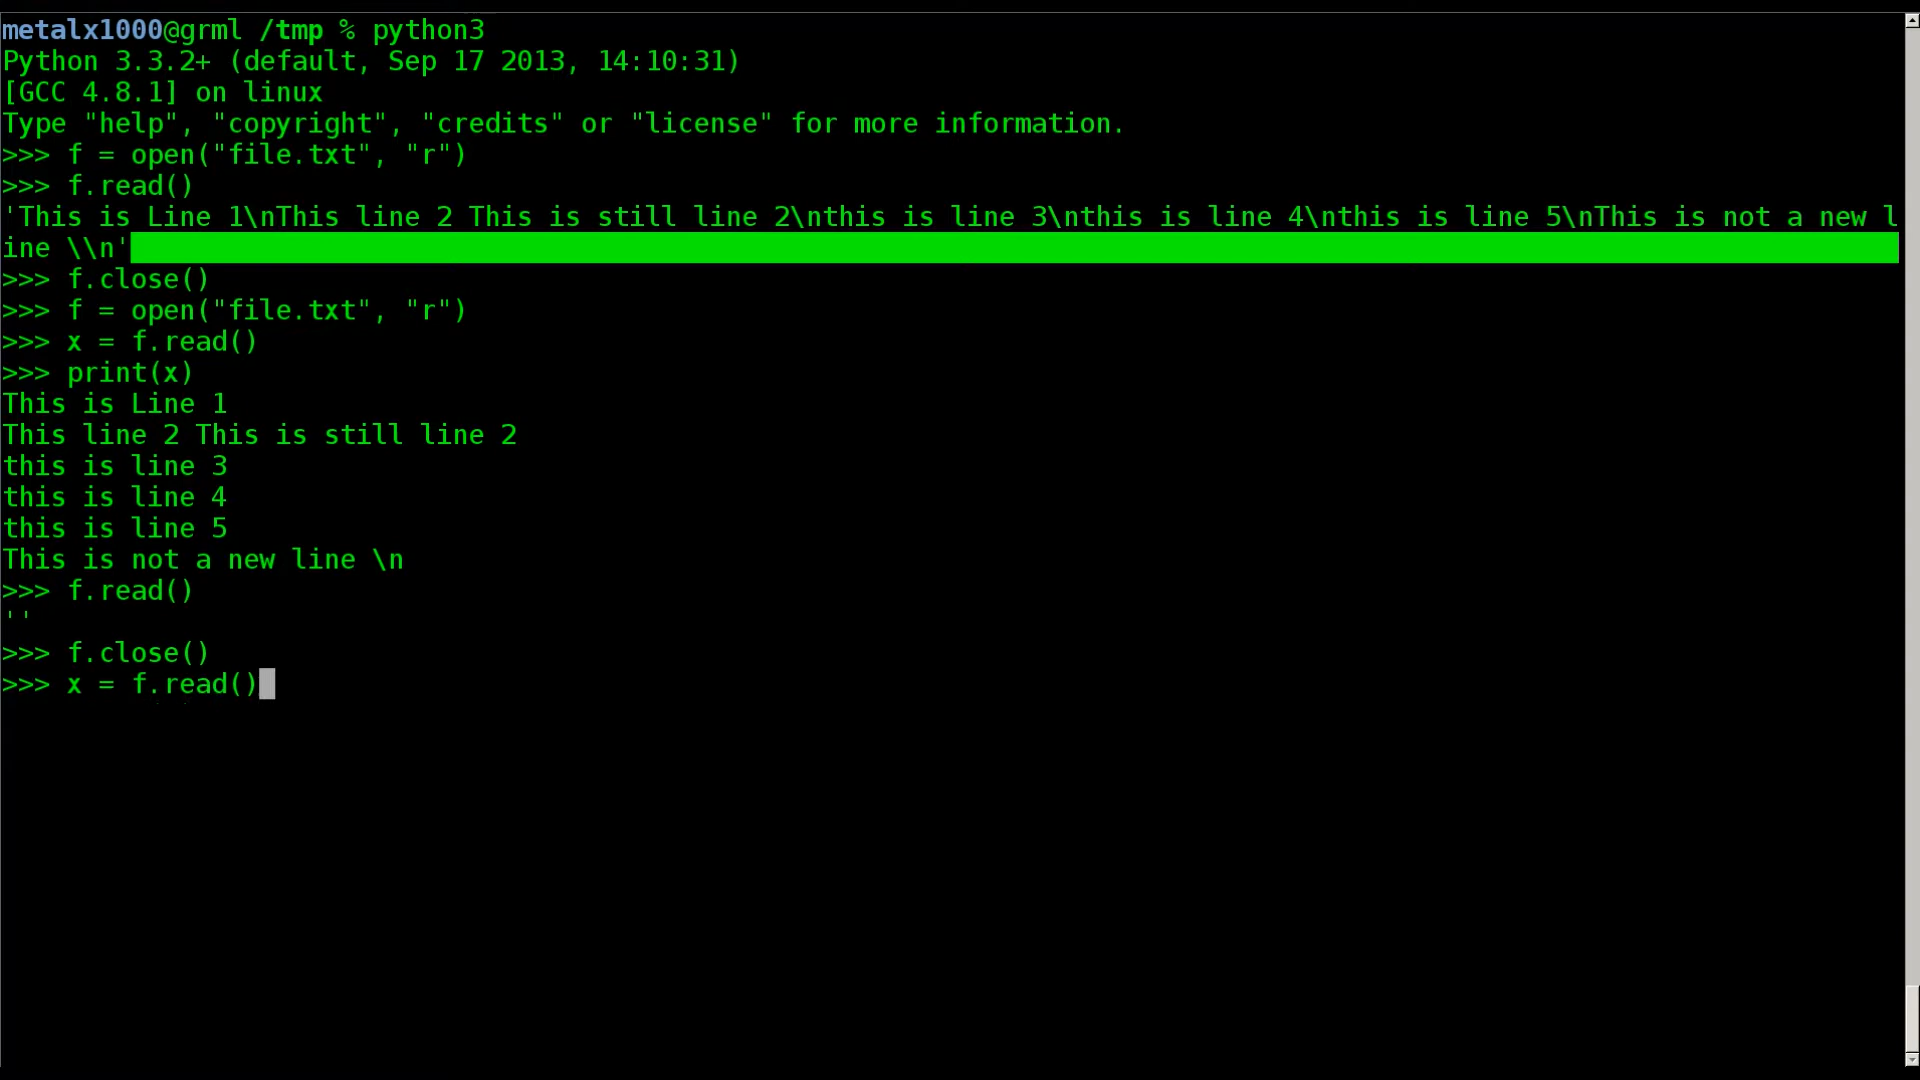 metalx1000@grml /tmp % python3
Python 3.3.2+ (default, Sep 17 2013, 14:10:31)
[GCC 4.8.1] on linux
Type "help", "copyright", "credits" or "license" for more information.
>>> f = open("file.txt", "r")
>>> f.read()
'This is Line 1\nThis line 2 This is still line 2\nthis is line 3\nthis is line 4\nthis is line 5\nThis is not a new l
ine \\n'
>>> f.close()
>>> f = open("file.txt", "r")
>>> x = f.read()
>>> print(x)
This is Line 1
This line 2 This is still line 2
this is line 3
this is line 4
this is line 5
This is not a new line \n
>>> f.read()
''
>>> f.close()
>>> x = f.read()